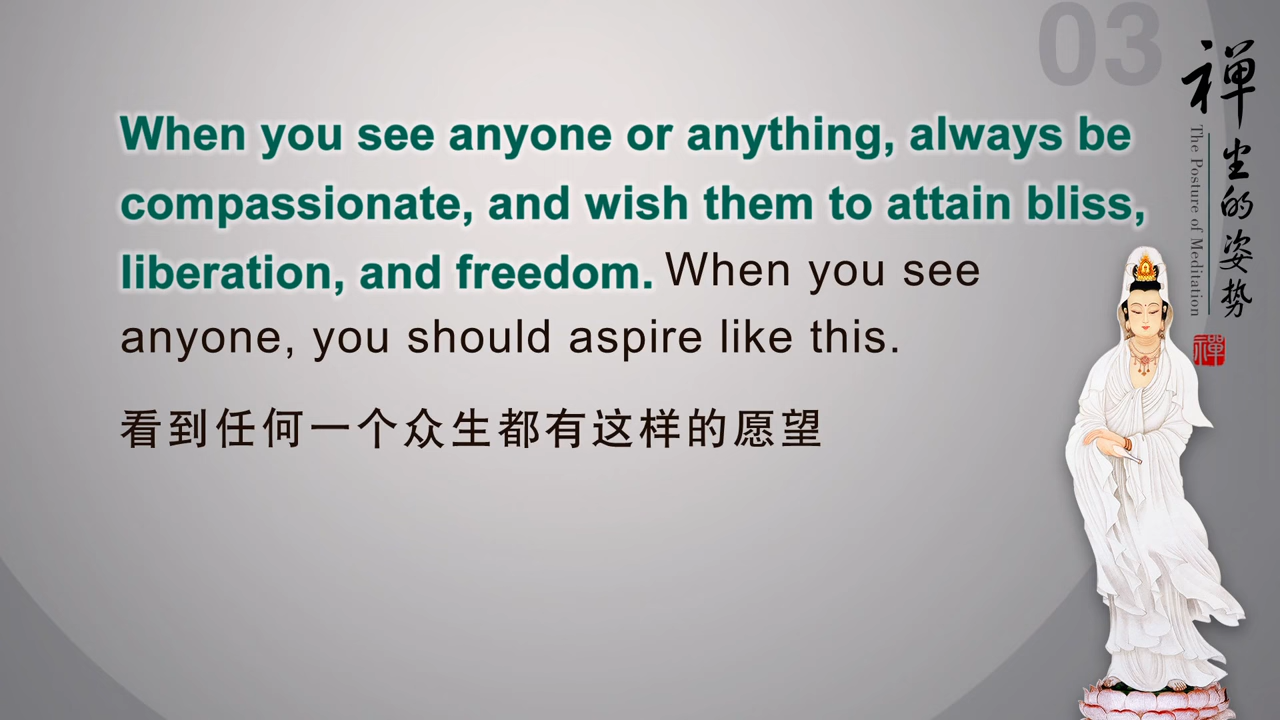 03
When you see anyone or anything, always be
compassionate, and wish them to attain bliss,
liberation, and freedom. When you see
anyone, you should aspire like this.
看到任何一个众生都有这样的愿望
禅坐的姿势
The Posture of Meditation
禪